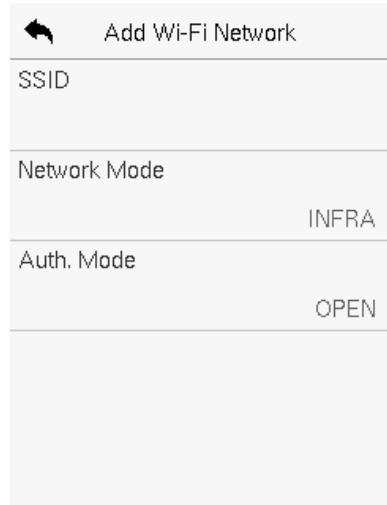 Add Wi-Fi Network
SSID
Network Mode
INFRA
Auth. Mode
OPEN